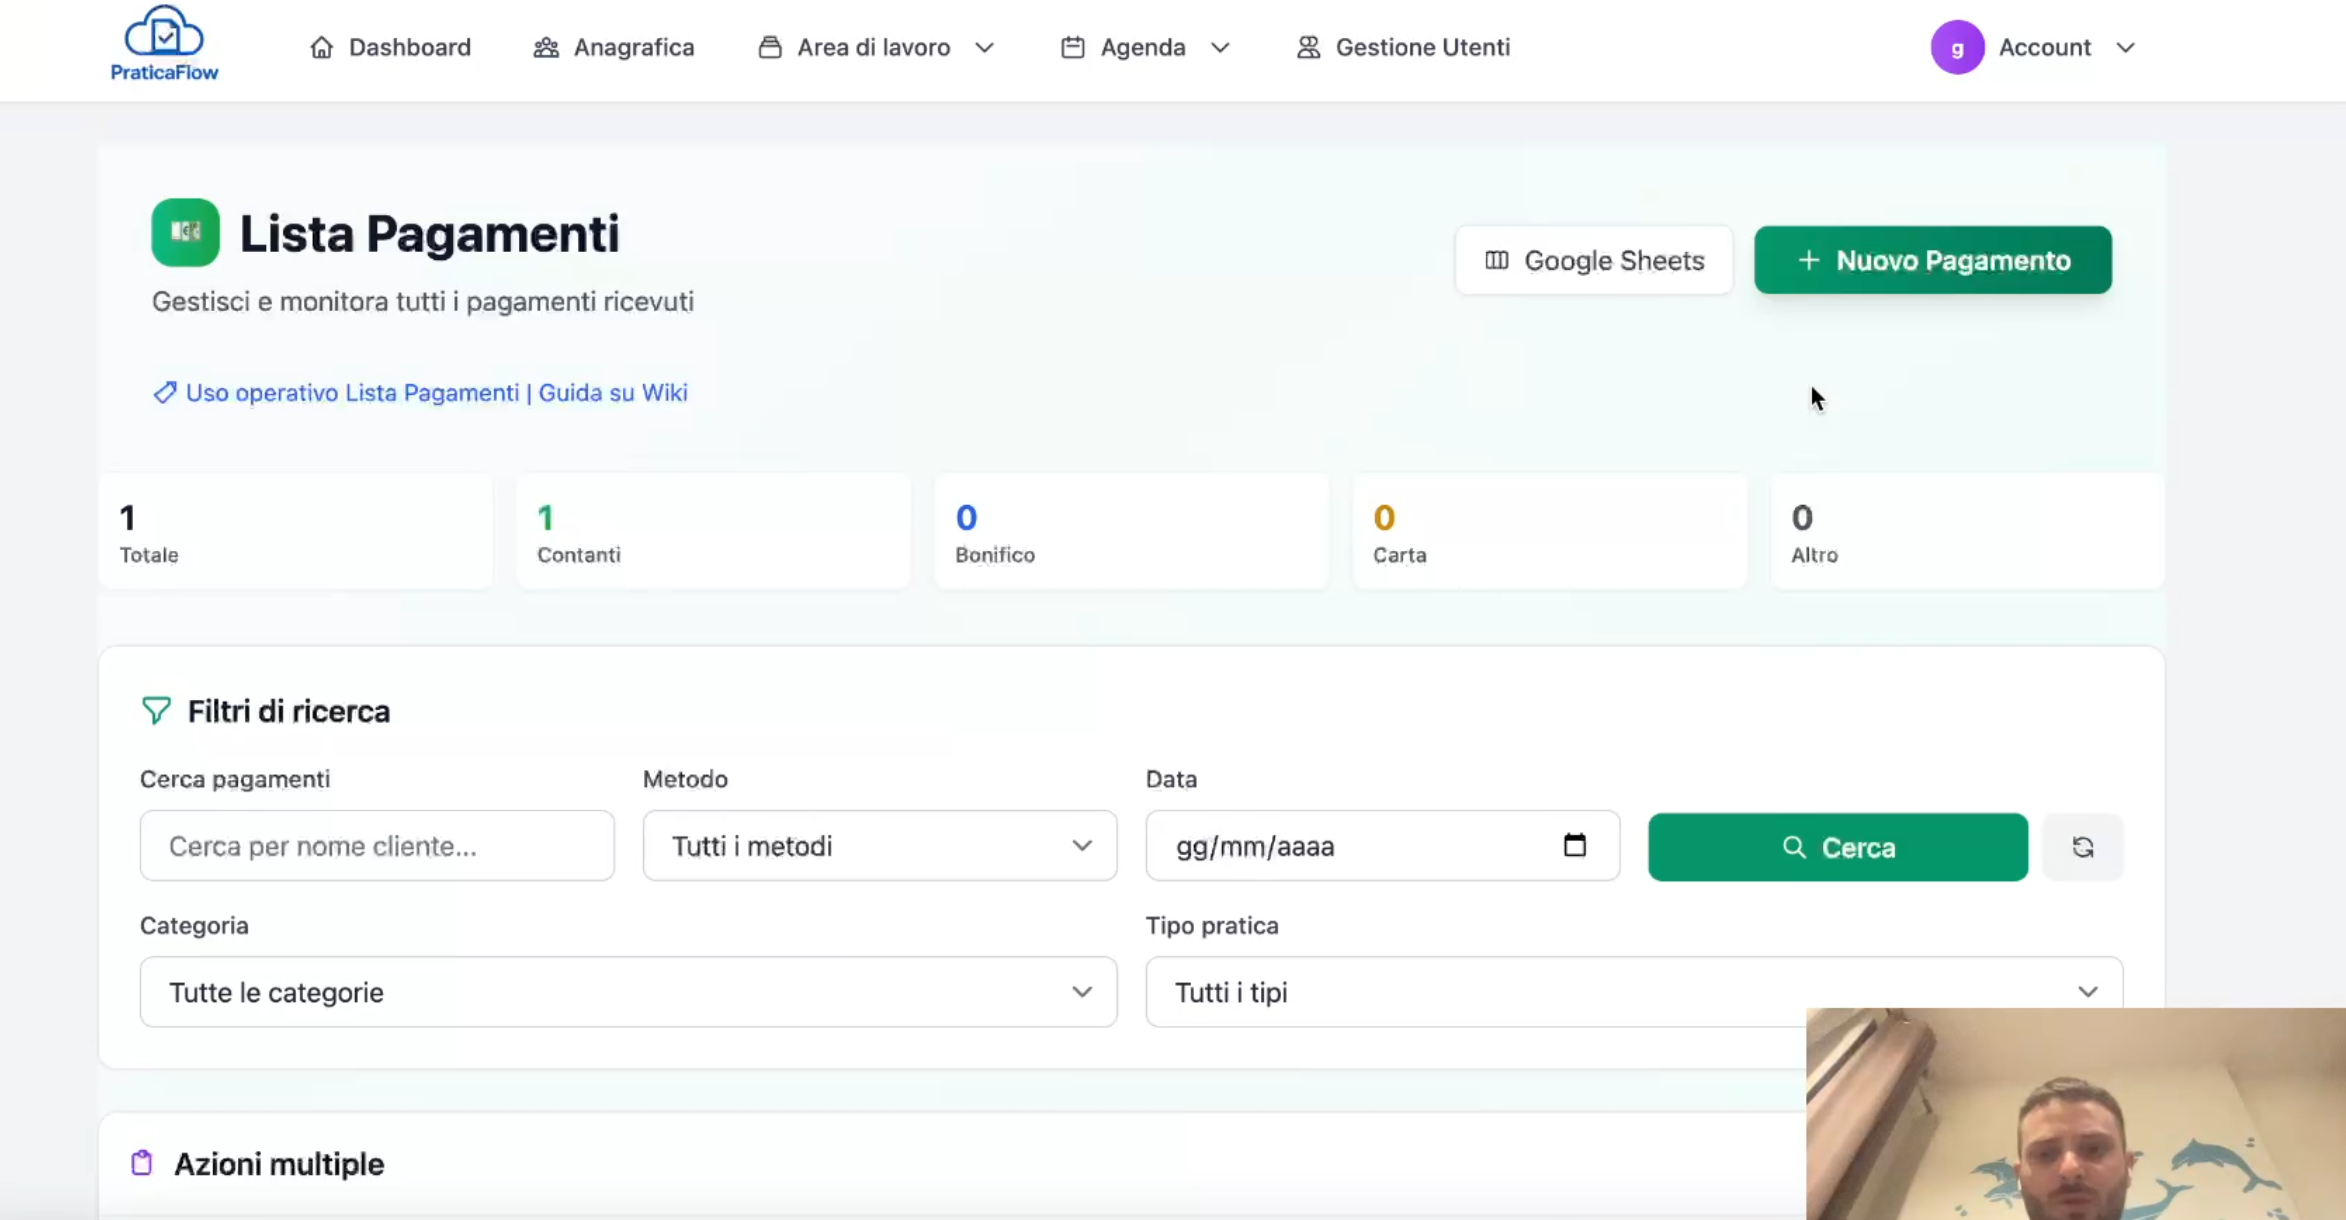 PraticaFlow
Dashboard
Anagrafica
Area di lavoro
Agenda
Gestione Utenti
g
Account
Lista Pagamenti
Gestisci e monitora tutti i pagamenti ricevuti
Google Sheets
+ Nuovo Pagamento
Uso operativo Lista Pagamenti | Guida su Wiki
1
Totale
1
Contanti
0
Bonifico
0
Carta
0
Altro
Filtri di ricerca
Cerca pagamenti
Metodo
Data
Cerca per nome cliente...
Tutti i metodi
gg/mm/aaaa
Cerca
Categoria
Tipo pratica
Tutte le categorie
Tutti i tipi
Azioni multiple